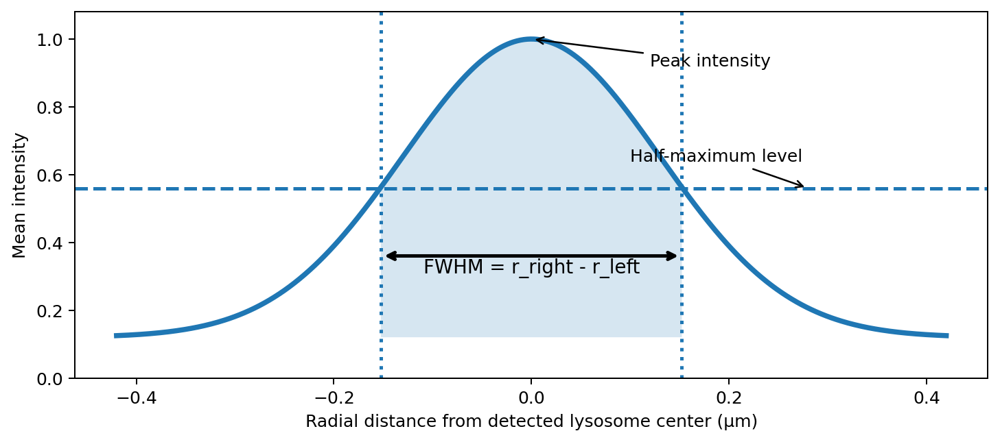 1.0
Peak intensity
0.8
Half-maximum level
0.6
0.4
FWHM = r_right - r_left
0.2
0.0
Mean intensity
−0.4
−0.2
0.0
0.2
0.4
Radial distance from detected lysosome center (μm)